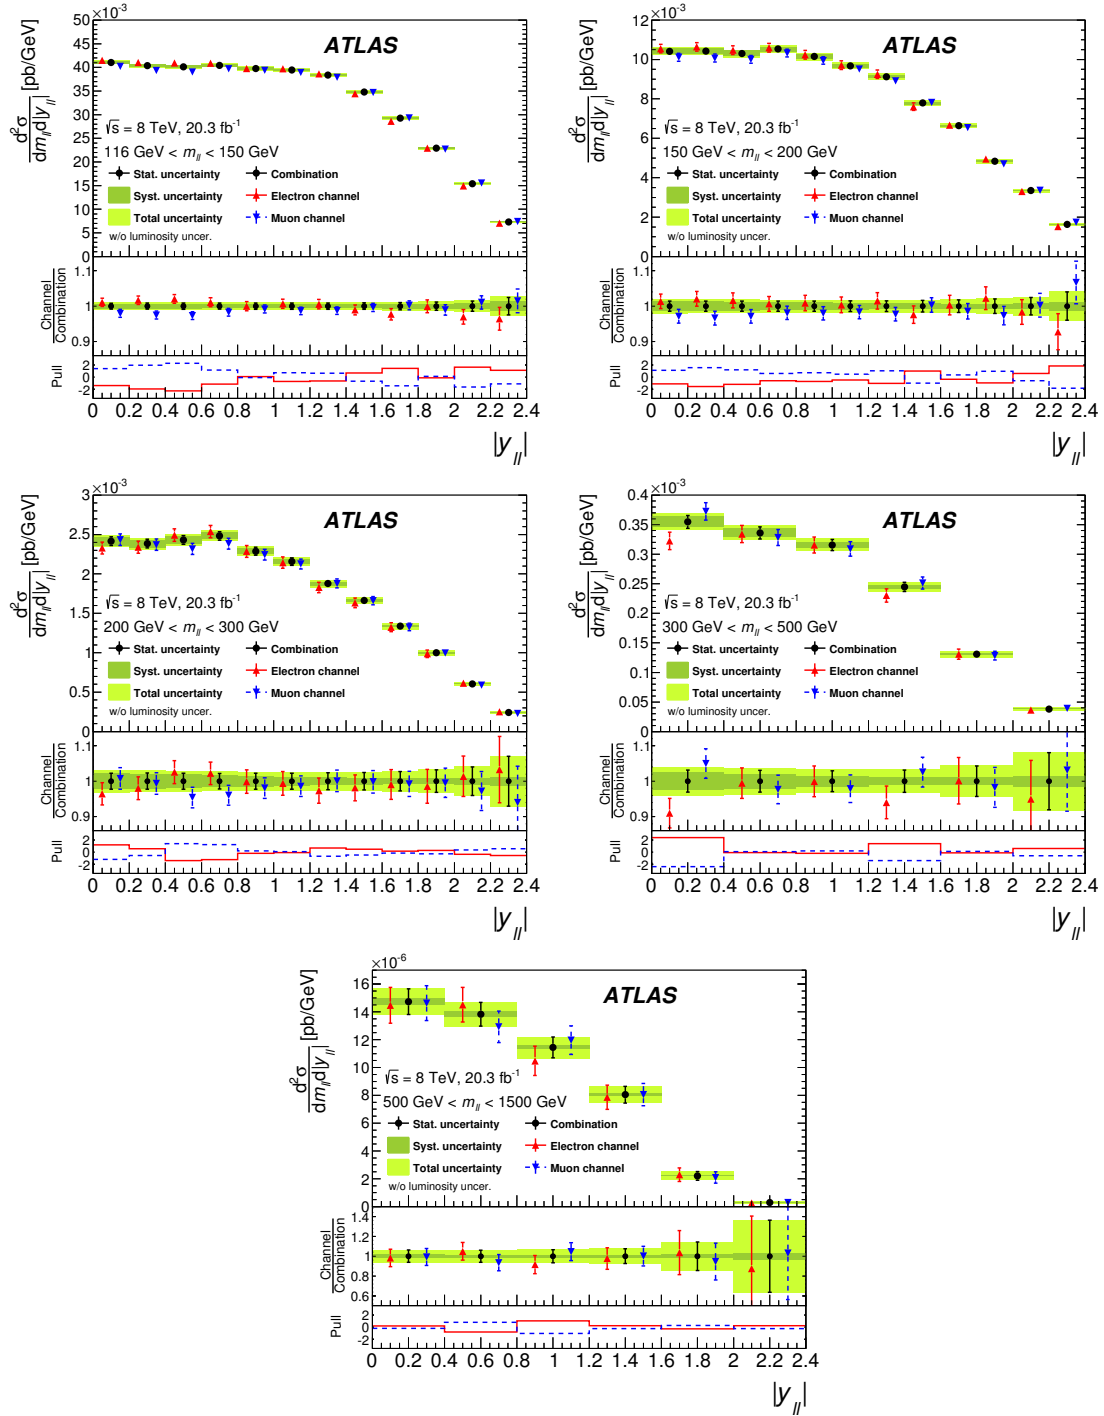 ×10⁻³
ATLAS
d²σ/dm_ll d|y_ll| [pb/GeV]
50
45
40
35
30
25
20
15
10
5
0
√s = 8 TeV, 20.3 fb⁻¹
116 GeV < m_ll < 150 GeV
Stat. uncertainty
Combination
Syst. uncertainty
Electron channel
Total uncertainty
Muon channel
w/o luminosity uncer.
Channel/Combination
1.1
1
0.9
Pull
2
0
-2
0 0.2 0.4 0.6 0.8 1 1.2 1.4 1.6 1.8 2 2.2 2.4
|y_ll|
×10⁻³
ATLAS
d²σ/dm_ll d|y_ll| [pb/GeV]
12
10
8
6
4
2
0
√s = 8 TeV, 20.3 fb⁻¹
150 GeV < m_ll < 200 GeV
Stat. uncertainty
Combination
Syst. uncertainty
Electron channel
Total uncertainty
Muon channel
w/o luminosity uncer.
Channel/Combination
1.1
1
0.9
Pull
2
0
-2
0 0.2 0.4 0.6 0.8 1 1.2 1.4 1.6 1.8 2 2.2 2.4
|y_ll|
×10⁻³
ATLAS
d²σ/dm_ll d|y_ll| [pb/GeV]
3
2.5
2
1.5
1
0.5
0
√s = 8 TeV, 20.3 fb⁻¹
200 GeV < m_ll < 300 GeV
Stat. uncertainty
Combination
Syst. uncertainty
Electron channel
Total uncertainty
Muon channel
w/o luminosity uncer.
Channel/Combination
1.1
1
0.9
Pull
2
0
-2
0 0.2 0.4 0.6 0.8 1 1.2 1.4 1.6 1.8 2 2.2 2.4
|y_ll|
×10⁻³
ATLAS
d²σ/dm_ll d|y_ll| [pb/GeV]
0.4
0.35
0.3
0.25
0.2
0.15
0.1
0.05
√s = 8 TeV, 20.3 fb⁻¹
300 GeV < m_ll < 500 GeV
Stat. uncertainty
Combination
Syst. uncertainty
Electron channel
Total uncertainty
Muon channel
w/o luminosity uncer.
Channel/Combination
1.1
1
0.9
Pull
2
0
-2
0 0.2 0.4 0.6 0.8 1 1.2 1.4 1.6 1.8 2 2.2 2.4
|y_ll|
×10⁻⁶
ATLAS
d²σ/dm_ll d|y_ll| [pb/GeV]
16
14
12
10
8
6
4
2
0
√s = 8 TeV, 20.3 fb⁻¹
500 GeV < m_ll < 1500 GeV
Stat. uncertainty
Combination
Syst. uncertainty
Electron channel
Total uncertainty
Muon channel
w/o luminosity uncer.
Channel/Combination
1.4
1.2
1
0.8
0.6
Pull
2
0
-2
0 0.2 0.4 0.6 0.8 1 1.2 1.4 1.6 1.8 2 2.2 2.4
|y_ll|